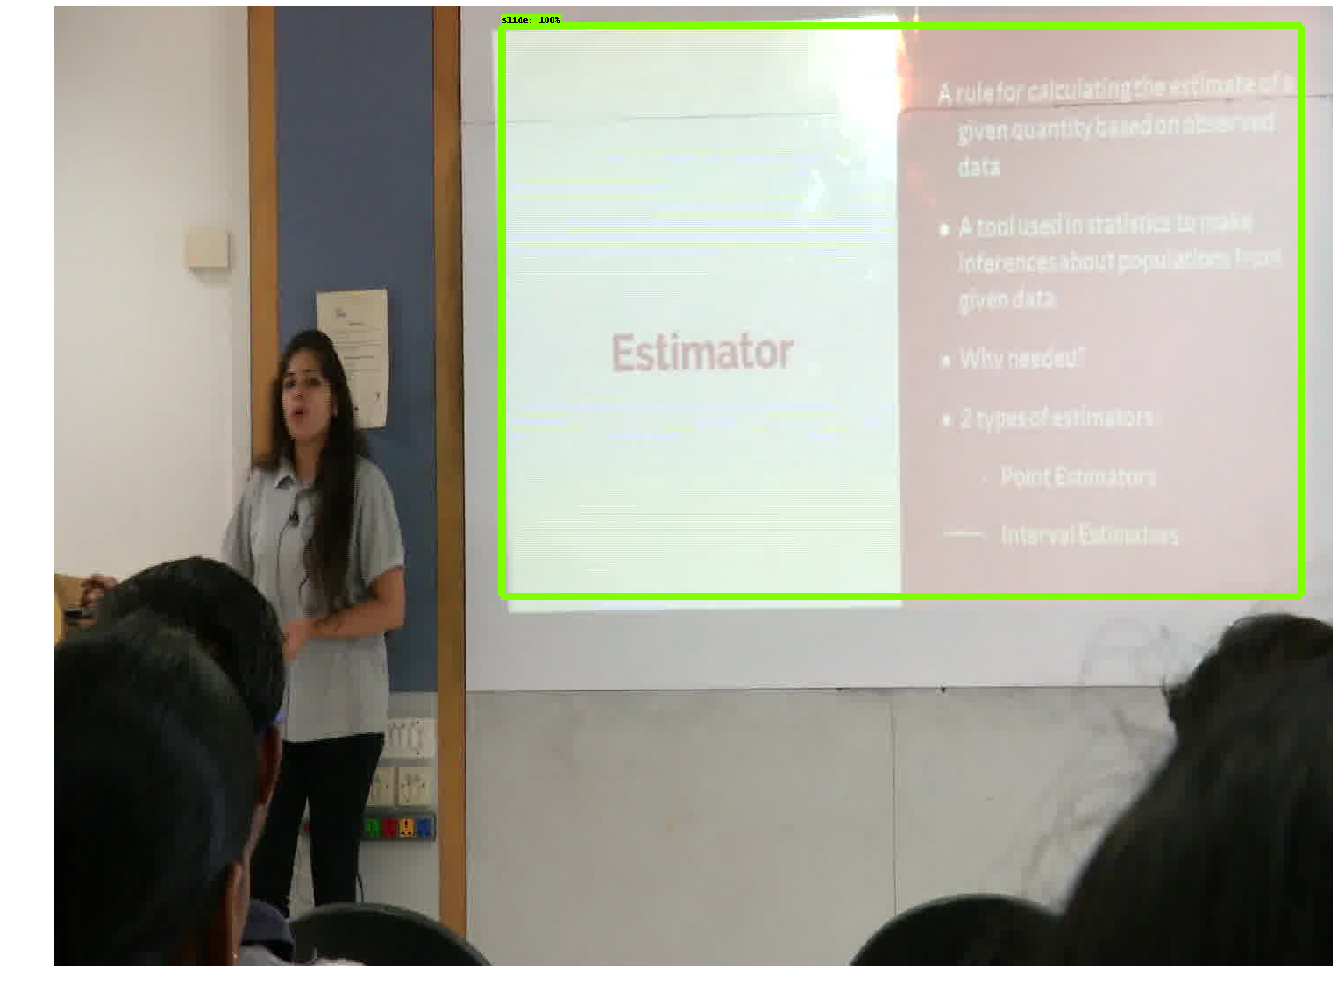 slide: 100%
Estimator
A rule for calculating the estimate of a
given quantity based on observed
data
• A tool used in statistics to make
inferences about populations from
given data
• Why needed?
• 2 types of estimators
Point Estimators
Interval Estimators